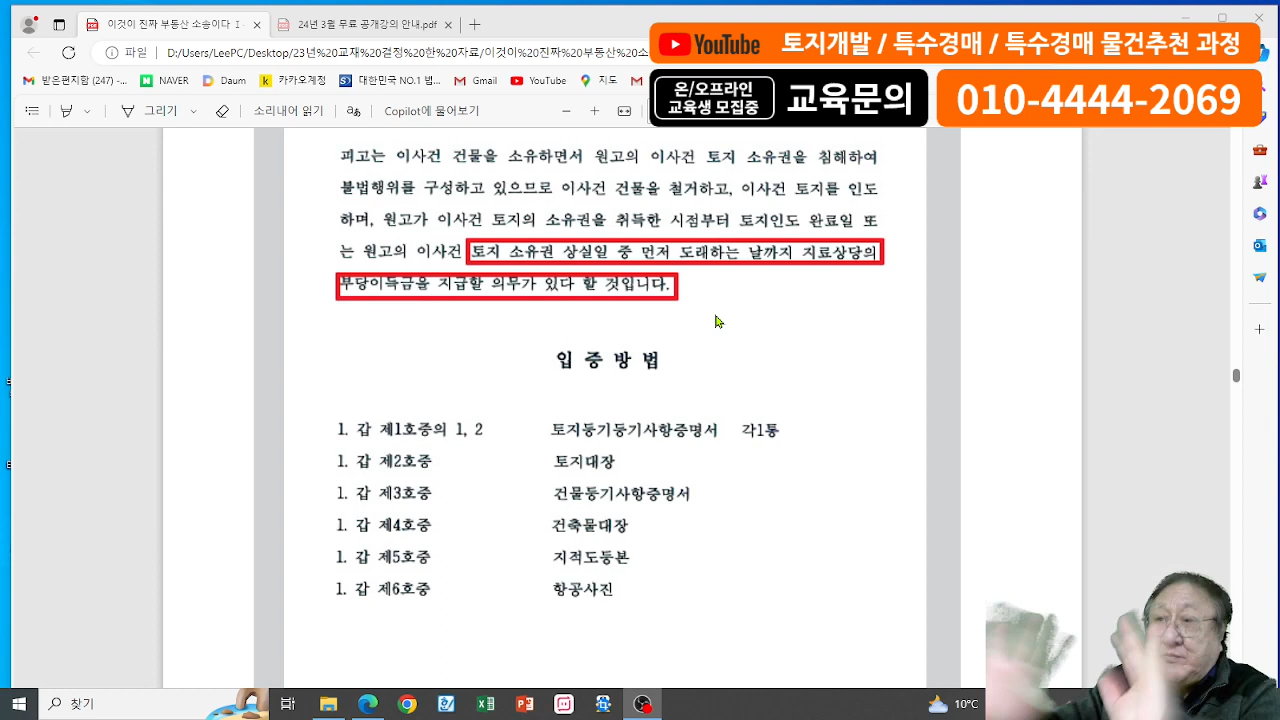 이것이 진짜 부동산 소송이다 I -
24년 3월 무료 공개강의 안내.pdf
파일
D:/Users/LeePC/Desktop/23년%20교재%20결정%20한%20자료/이것이%20진짜%20부동산%20소
YouTube 토지개발 / 특수경매 / 특수경매 물건추천 과정
온/오프라인
교육생 모집중
교육문의
010-4444-2069
받은편지함 (247) -...
NAVER
Daum
카카오계정
대한민국 NO.1 법...
Gmail
YouTube
지도
그리기
소리내어 읽기
가あ
Copilot에 물어보기
피고는 이사건 건물을 소유하면서 원고의 이사건 토지 소유권을 침해하여
불법행위를 구성하고 있으므로 이사건 건물을 철거하고, 이사건 토지를 인도
하며, 원고가 이사건 토지의 소유권을 취득한 시점부터 토지인도 완료일 또
는 원고의 이사건 토지 소유권 상실일 중 먼저 도래하는 날까지 지료상당의
부당이득금을 지급할 의무가 있다 할 것입니다.
입 증 방 법
1. 갑 제1호증의 1, 2 토지등기등기사항증명서 각1통
1. 갑 제2호증 토지대장
1. 갑 제3호증 건물등기사항증명서
1. 갑 제4호증 건축물대장
1. 갑 제5호증 지적도등본
1. 갑 제6호증 항공사진
찾기
10℃